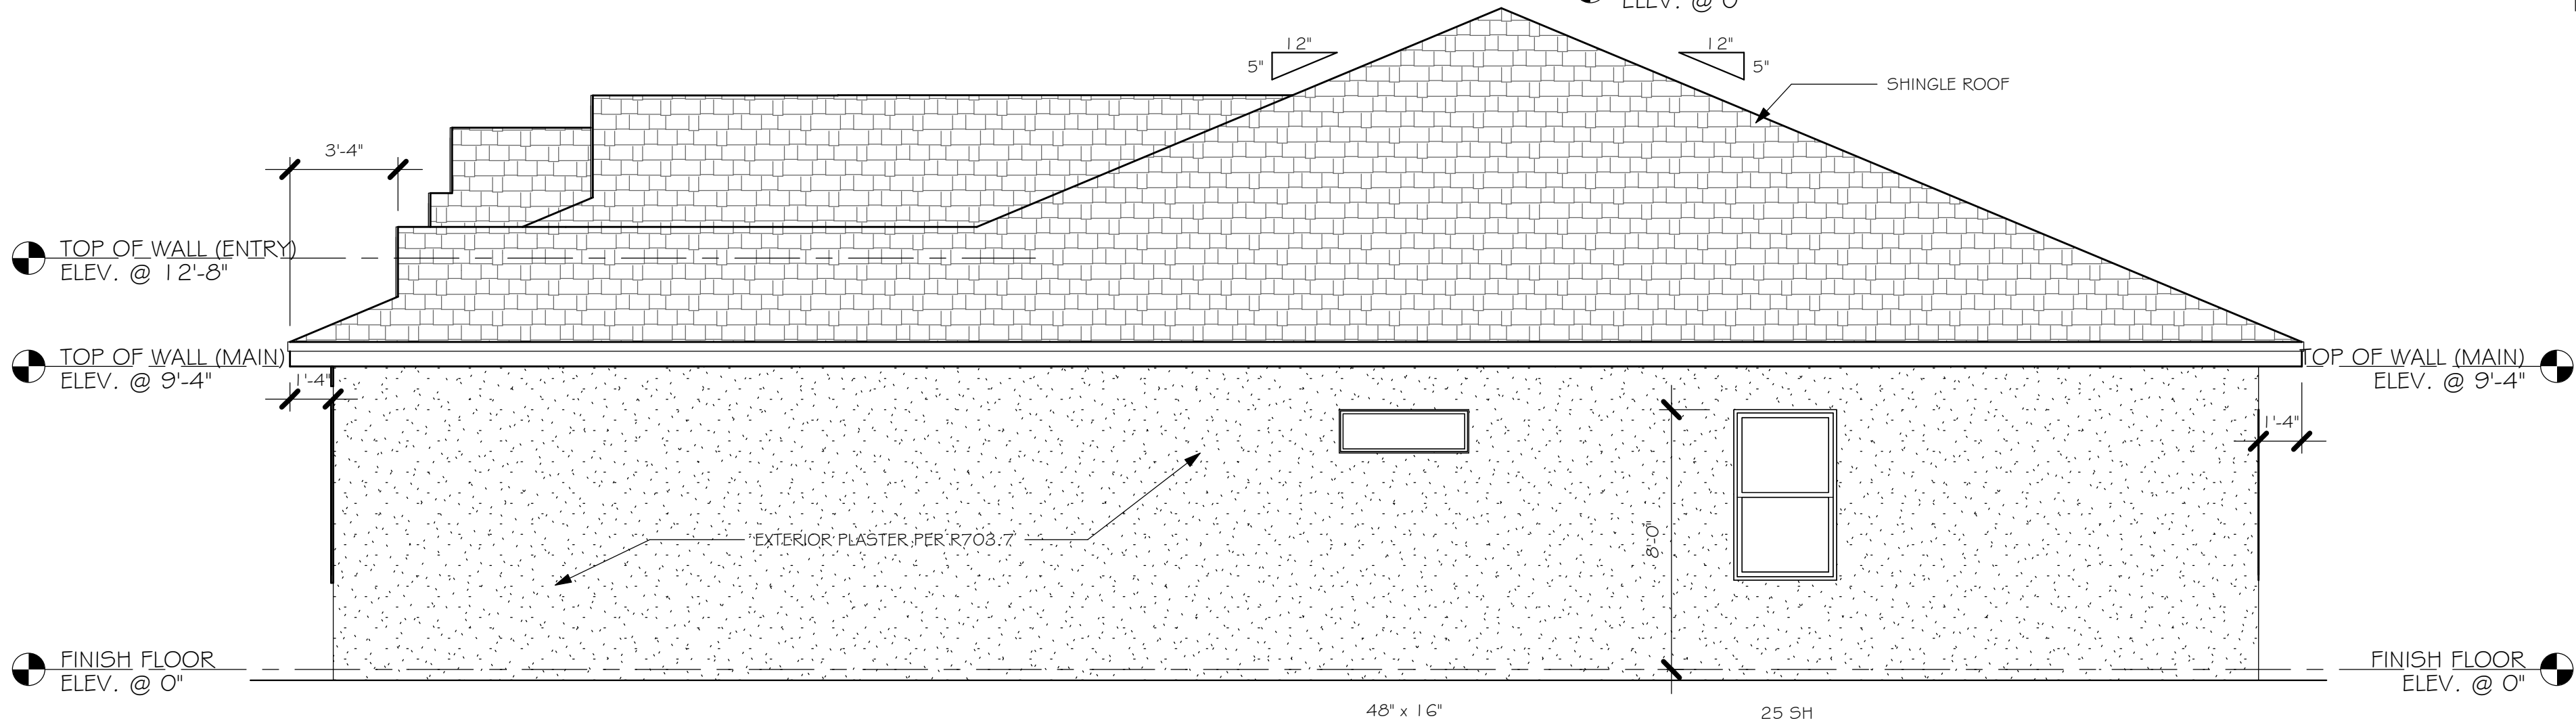 ELEV. @ 0"
12"
5"
12"
5"
SHINGLE ROOF
3'-4"
TOP OF WALL (ENTRY)
ELEV. @ 12'-8"
TOP OF WALL (MAIN)
ELEV. @ 9'-4"
1'-4"
TOP OF WALL (MAIN)
ELEV. @ 9'-4"
1'-4"
EXTERIOR PLASTER PER R703.7
8'-0"
FINISH FLOOR
ELEV. @ 0"
FINISH FLOOR
ELEV. @ 0"
48" x 16"
25 SH